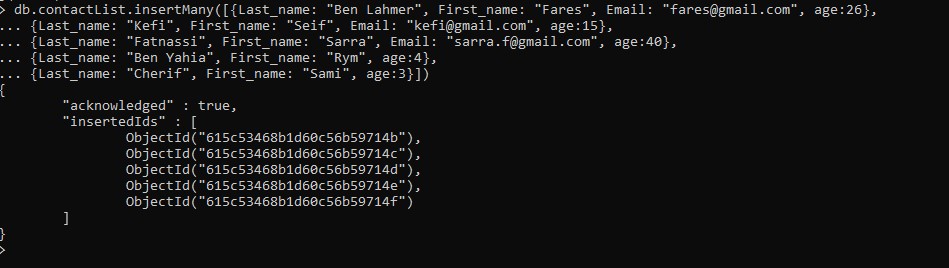 > db.contactList.insertMany([{Last_name: "Ben Lahmer", First_name: "Fares", Email: "fares@gmail.com", age:26},
... {Last_name: "Kefi", First_name: "Seif", Email: "kefi@gmail.com", age:15},
... {Last_name: "Fatnassi", First_name: "Sarra", Email: "sarra.f@gmail.com", age:40},
... {Last_name: "Ben Yahia", First_name: "Rym", age:4},
... {Last_name: "Cherif", First_name: "Sami", age:3}])
{
        "acknowledged" : true,
        "insertedIds" : [
                ObjectId("615c53468b1d60c56b59714b"),
                ObjectId("615c53468b1d60c56b59714c"),
                ObjectId("615c53468b1d60c56b59714d"),
                ObjectId("615c53468b1d60c56b59714e"),
                ObjectId("615c53468b1d60c56b59714f")
        ]
}
>